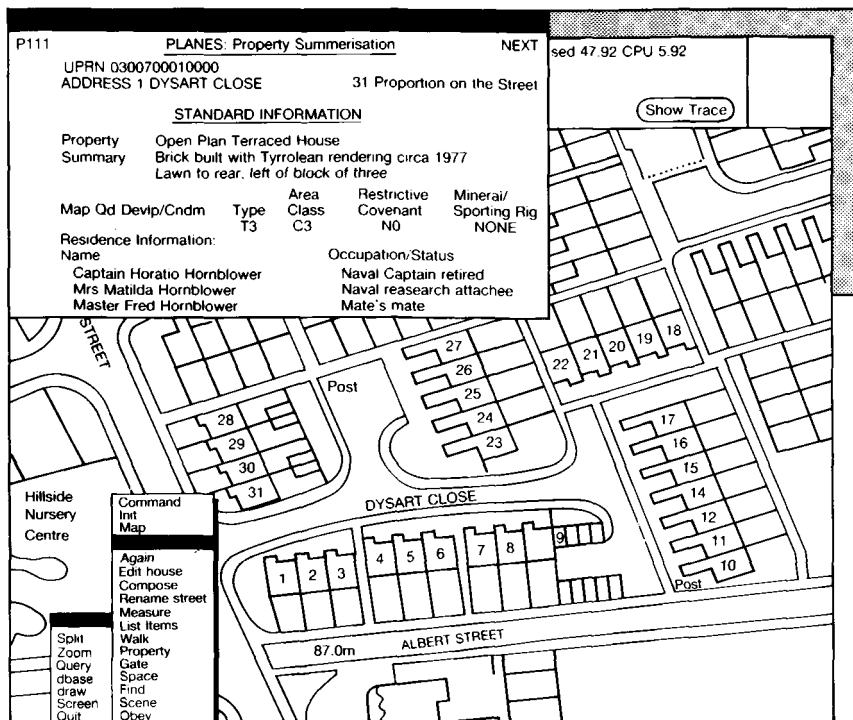 P111 PLANES: Property Summerisation NEXT
UPRN 0300700010000
ADDRESS 1 DYSART CLOSE 31 Proportion on the Street
STANDARD INFORMATION
Property Open Plan Terraced House
Summary Brick built with Tyrrolean rendering circa 1977
Lawn to rear, left of block of three
Area Restrictive Minerai/
Map Qd Devlp/Cndm Type Class Covenant Sporting Rig
T3 C3 N0 NONE
Residence Information:
Name Occupation/Status
Captain Horatio Hornblower Naval Captain retired
Mrs Matilda Hornblower Naval reasearch attachee
Master Fred Hornblower Mate's mate
sed 47.92 CPU 5.92
Show Trace
STREET
27
26
25
24
23
22 21 20 19 18
Post
28
29
30
31
17
16
15
14
12
11
10
Post
Hillside
Nursery
Centre
DYSART CLOSE
1 2 3 4 5 6 7 8 9
87.0m ALBERT STREET
Command
Init
Map
Again
Edit house
Compose
Rename street
Measure
List Items
Walk
Property
Gate
Space
Find
Scene
Obey
Split
Zoom
Query
dbase
draw
Screen
Quit